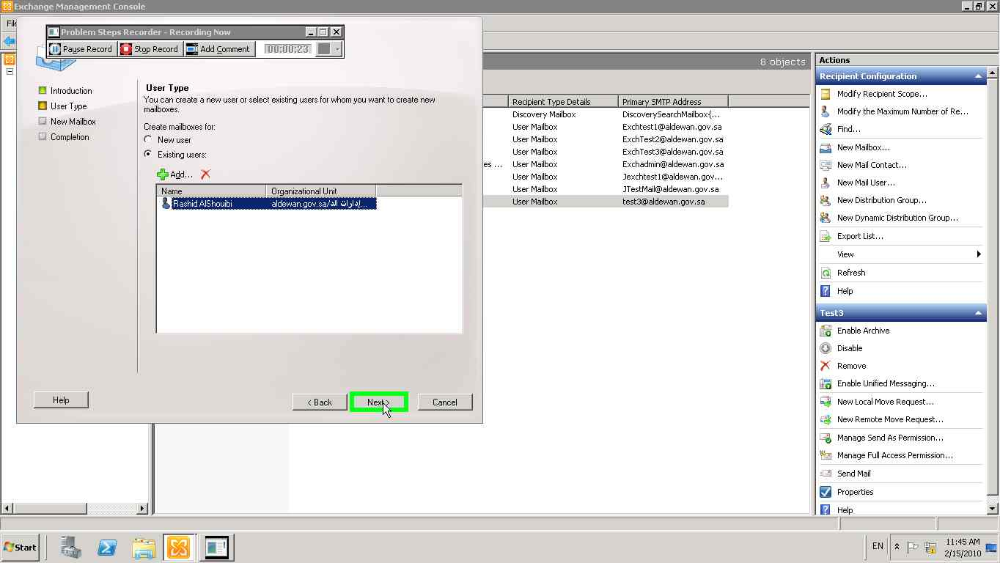 Exchange Management Console
File
Problem Steps Recorder - Recording Now
Pause Record
Stop Record
Add Comment
00:00:23
Introduction
User Type
New Mailbox
Completion
User Type
You can create a new user or select existing users for whom you want to create new
mailboxes.
Create mailboxes for:
New user
Existing users:
Add...
Name Organizational Unit
Rashid AlShouibi aldewan.gov.sa/إدارات الد...
Help
< Back
Next >
Cancel
8 objects
Recipient Type Details Primary SMTP Address
Discovery Mailbox DiscoverySearchMailbox{...
User Mailbox Exchtest1@aldewan.gov.sa
User Mailbox ExchTest2@aldewan.gov.sa
User Mailbox ExchTest3@aldewan.gov.sa
es ... User Mailbox Exchadmin@aldewan.gov.sa
User Mailbox Jexchtest1@aldewan.gov...
User Mailbox JTestMail@aldewan.gov.sa
User Mailbox test3@aldewan.gov.sa
Actions
Recipient Configuration
Modify Recipient Scope...
Modify the Maximum Number of Re...
Find...
New Mailbox...
New Mail Contact...
New Mail User...
New Distribution Group...
New Dynamic Distribution Group...
Export List...
View
Refresh
Help
Test3
Enable Archive
Disable
Remove
Enable Unified Messaging...
New Local Move Request...
New Remote Move Request...
Manage Send As Permission...
Manage Full Access Permission...
Send Mail
Properties
Help
Start
EN
11:45 AM
2/15/2010